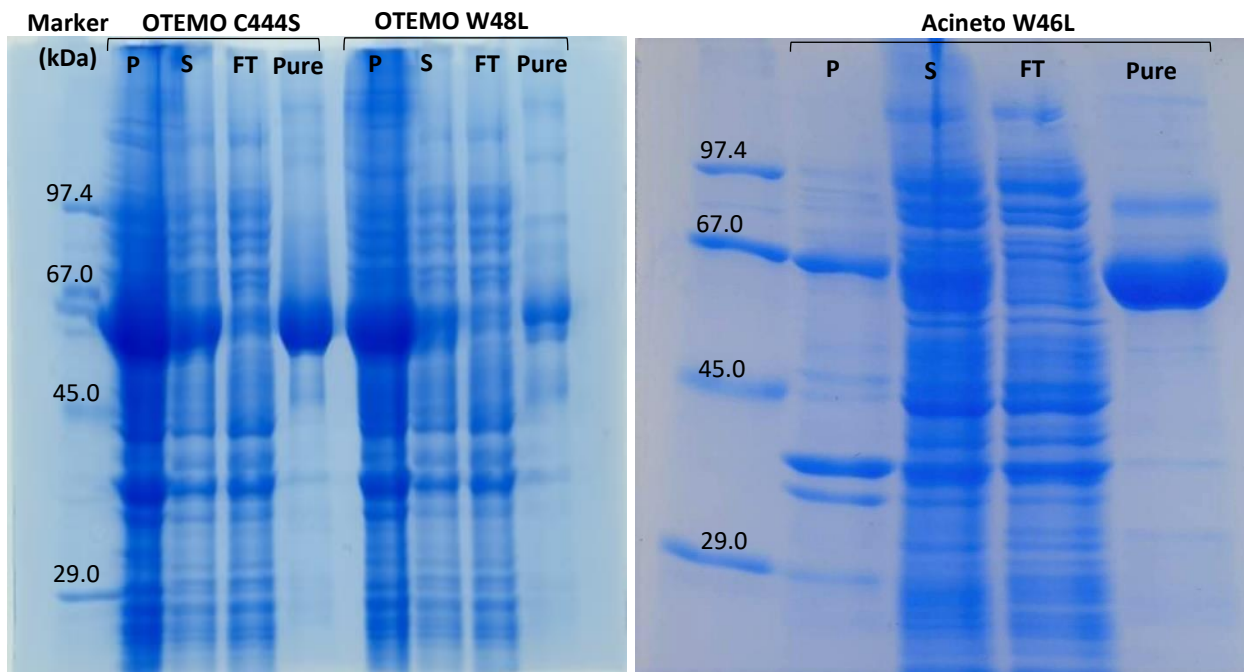 Marker
(kDa)
OTEMO C444S
OTEMO W48L
P S FT Pure P S FT Pure
97.4
67.0
45.0
29.0
Acineto W46L
P S FT Pure
97.4
67.0
45.0
29.0